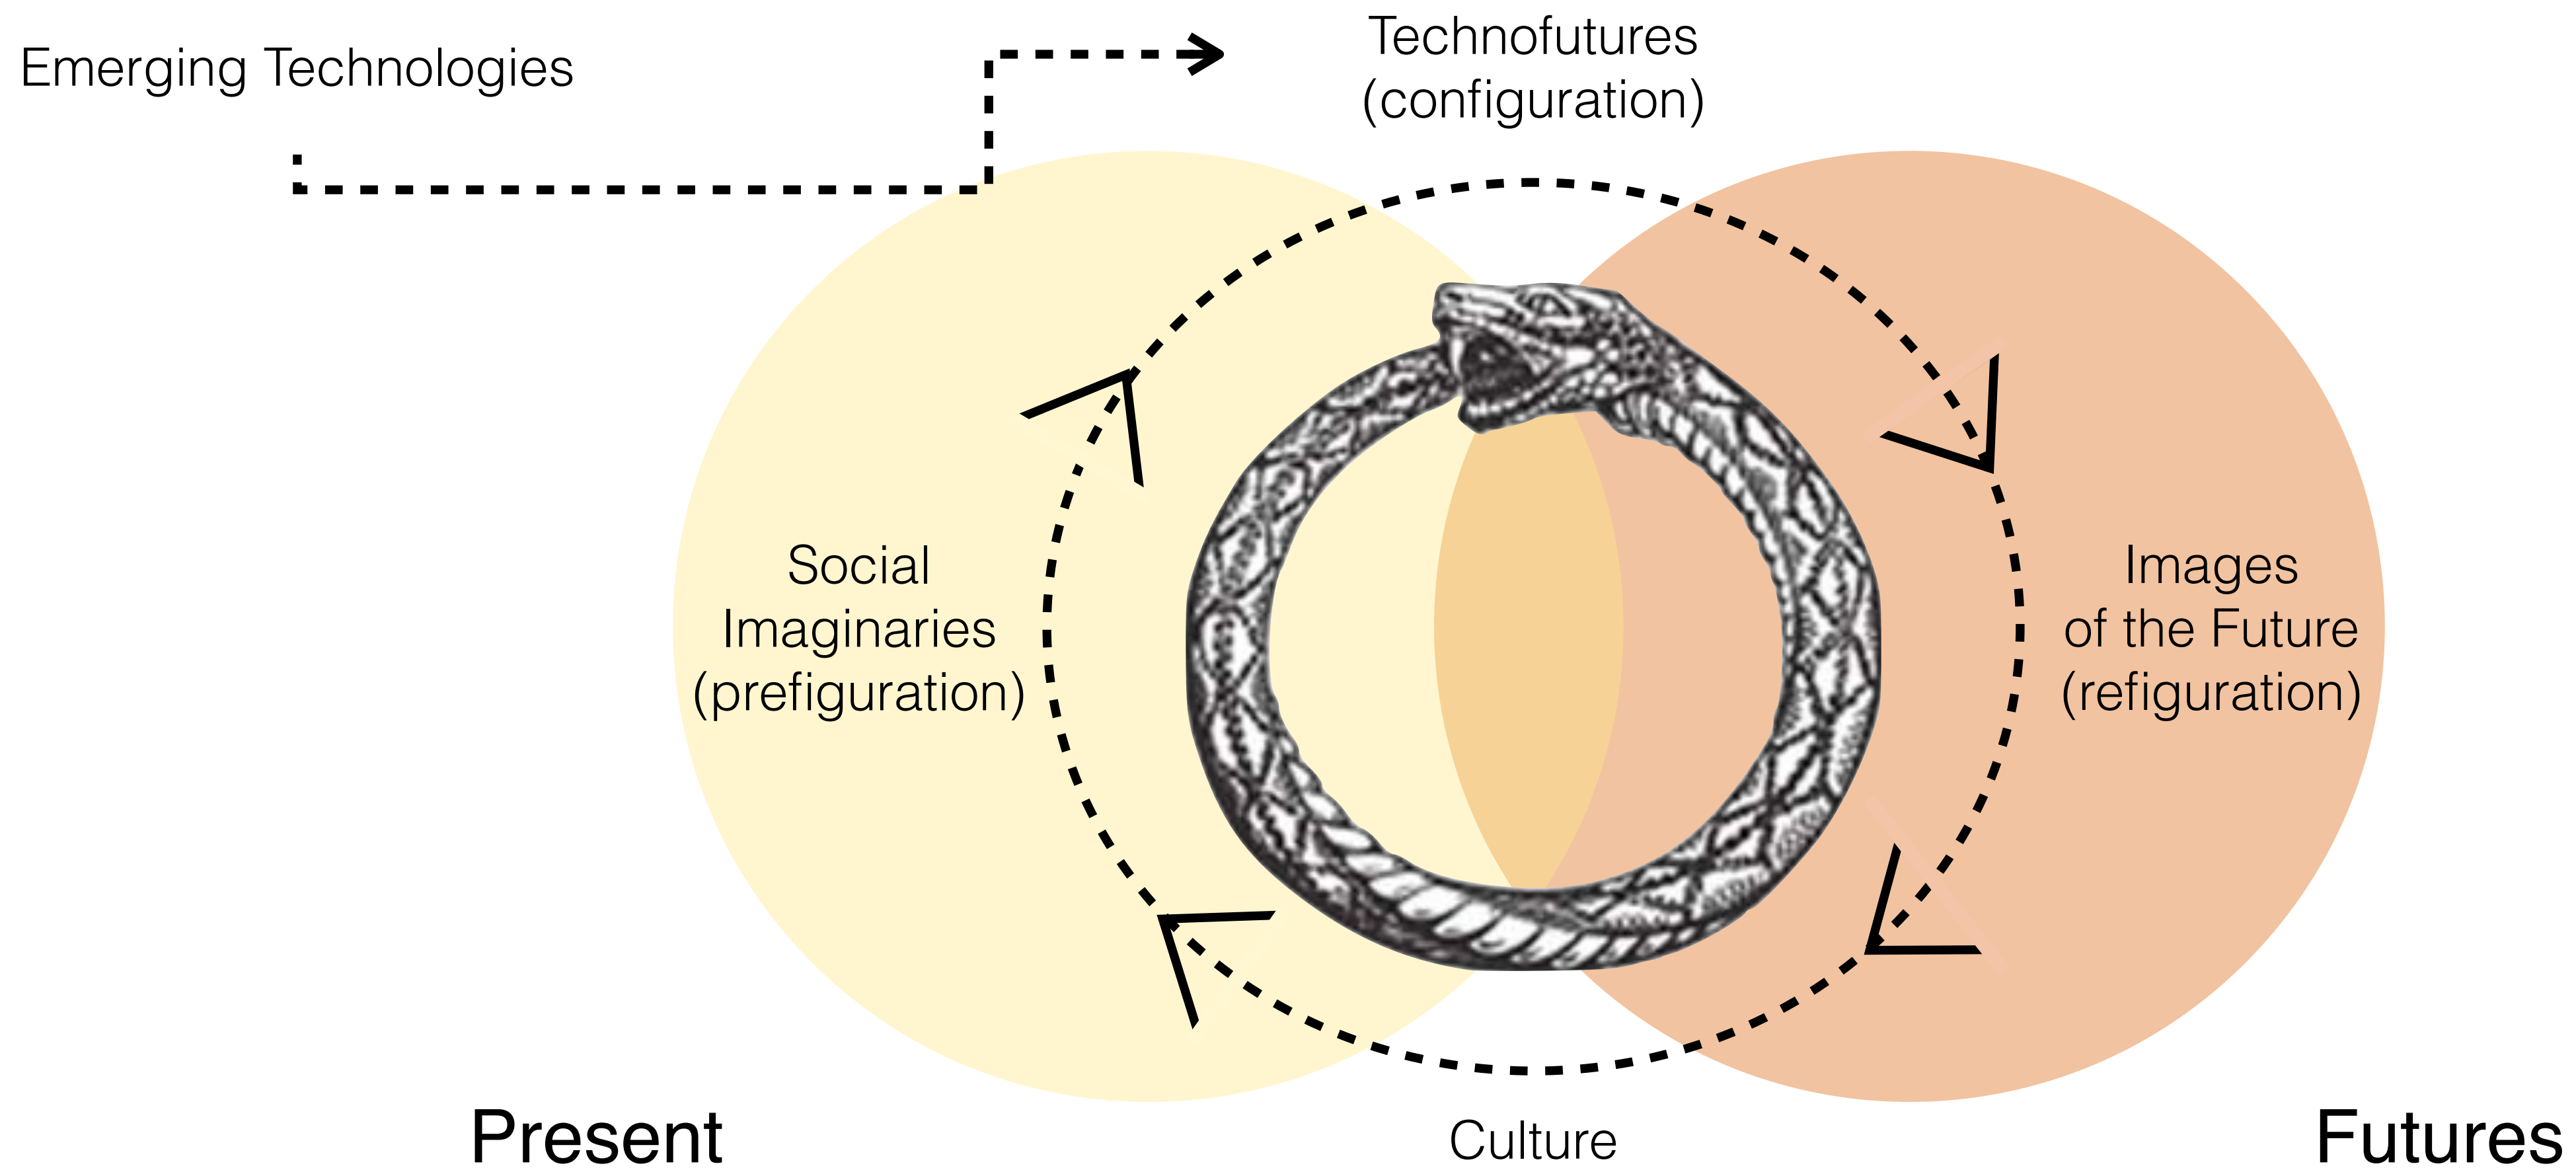 Emerging Technologies
Technofutures
(configuration)
Social
Imaginaries
(prefiguration)
Images
of the Future
(refiguration)
Present
Culture
Futures